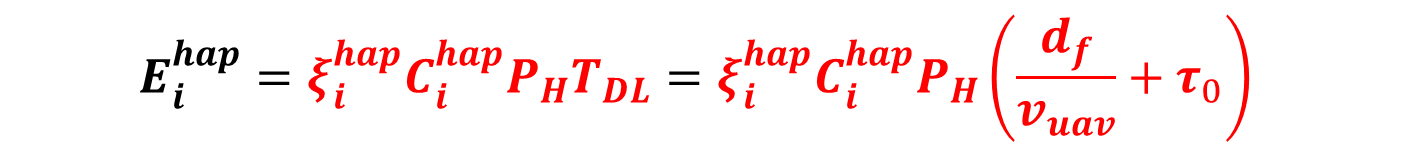 E_i^{hap} = ξ_i^{hap} C_i^{hap} P_H T_{DL} = ξ_i^{hap} C_i^{hap} P_H (d_f / v_{uav} + τ_0)